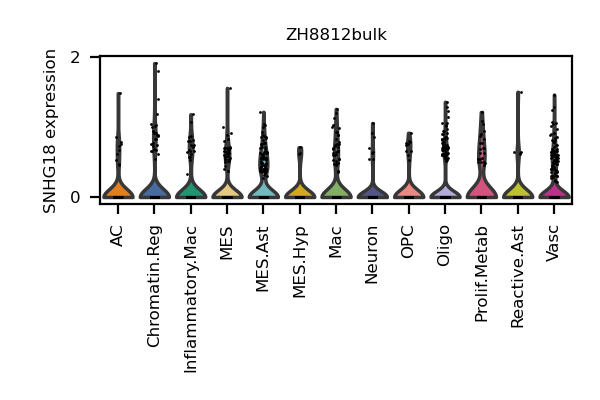 ZH8812bulk
SNHG18 expression
2
0
AC
Chromatin.Reg
Inflammatory.Mac
MES
MES.Ast
MES.Hyp
Mac
Neuron
OPC
Oligo
Prolif.Metab
Reactive.Ast
Vasc